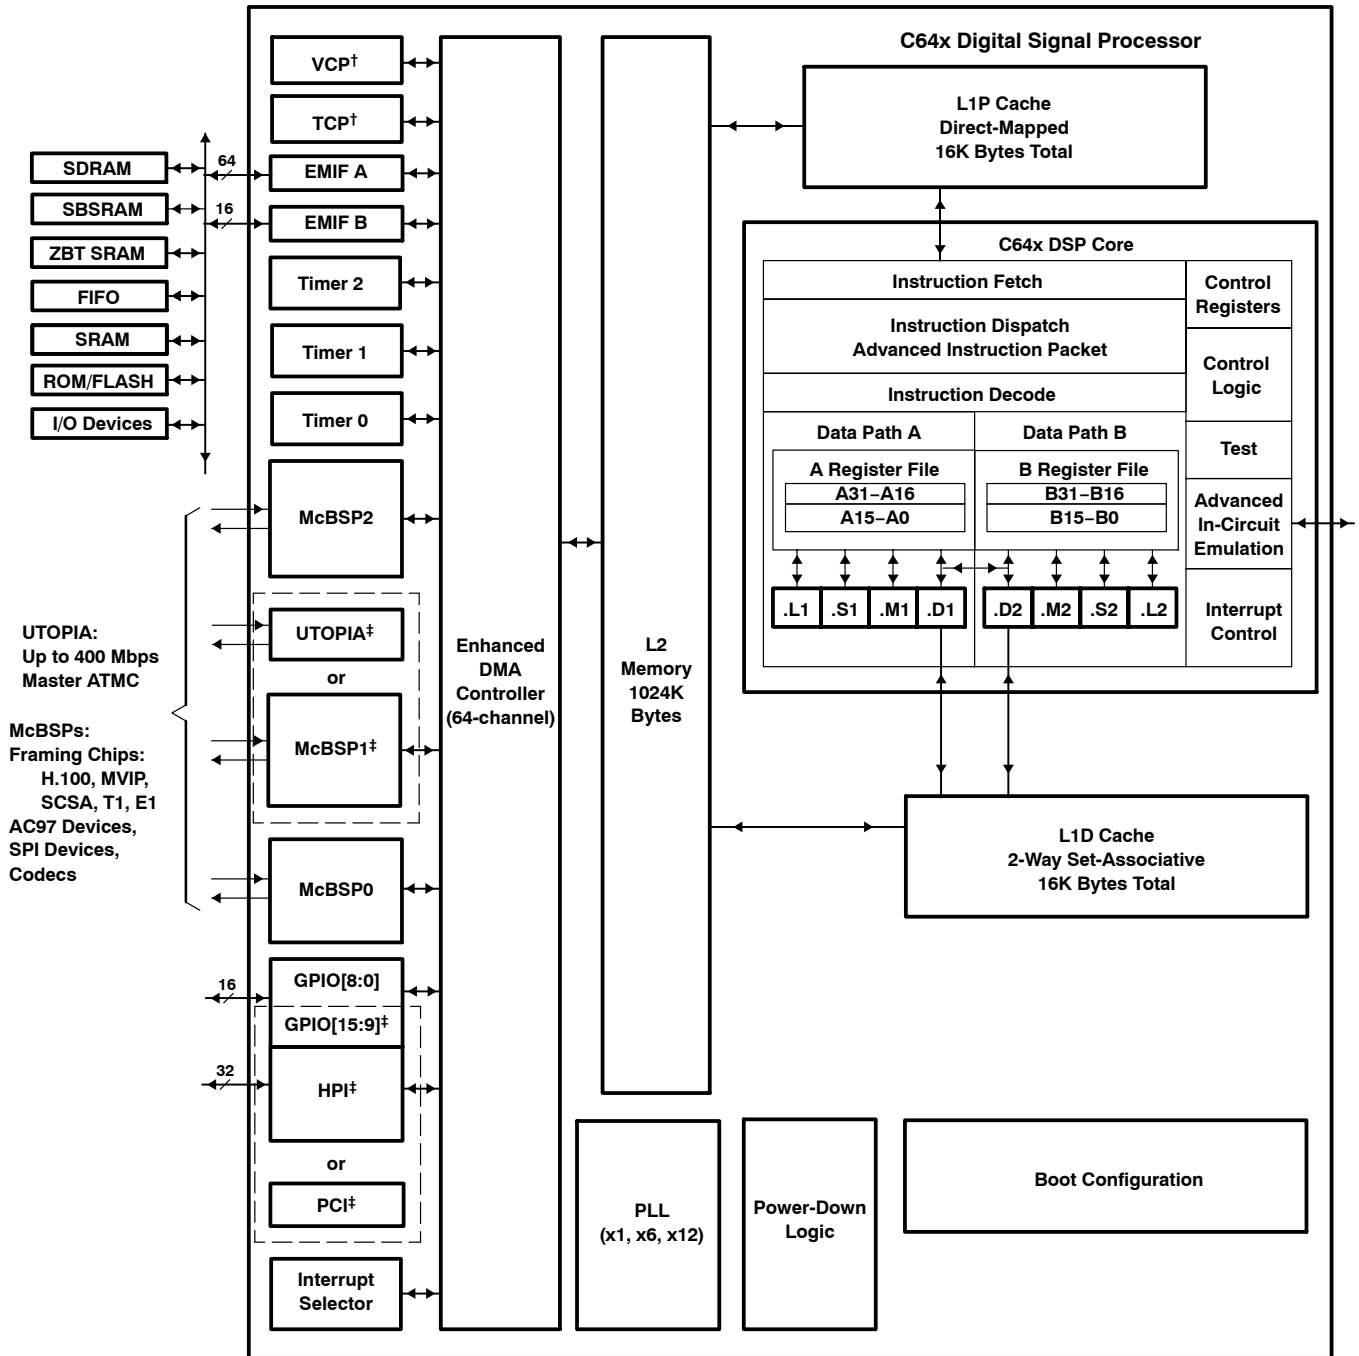 C64x Digital Signal Processor
VCP†
TCP†
EMIF A
EMIF B
Timer 2
Timer 1
Timer 0
McBSP2
UTOPIA‡
or
McBSP1‡
McBSP0
GPIO[8:0]
GPIO[15:9]‡
HPI‡
or
PCI‡
Interrupt
Selector
64
16
16
32
SDRAM
SBSRAM
ZBT SRAM
FIFO
SRAM
ROM/FLASH
I/O Devices
UTOPIA:
Up to 400 Mbps
Master ATMC
McBSPs:
Framing Chips:
H.100, MVIP,
SCSA, T1, E1
AC97 Devices,
SPI Devices,
Codecs
Enhanced
DMA
Controller
(64-channel)
L2
Memory
1024K
Bytes
L1P Cache
Direct-Mapped
16K Bytes Total
C64x DSP Core
Instruction Fetch
Instruction Dispatch
Advanced Instruction Packet
Instruction Decode
Data Path A
Data Path B
A Register File
A31–A16
A15–A0
B Register File
B31–B16
B15–B0
.L1
.S1
.M1
.D1
.D2
.M2
.S2
.L2
Control
Registers
Control
Logic
Test
Advanced
In-Circuit
Emulation
Interrupt
Control
L1D Cache
2-Way Set-Associative
16K Bytes Total
PLL
(x1, x6, x12)
Power-Down
Logic
Boot Configuration